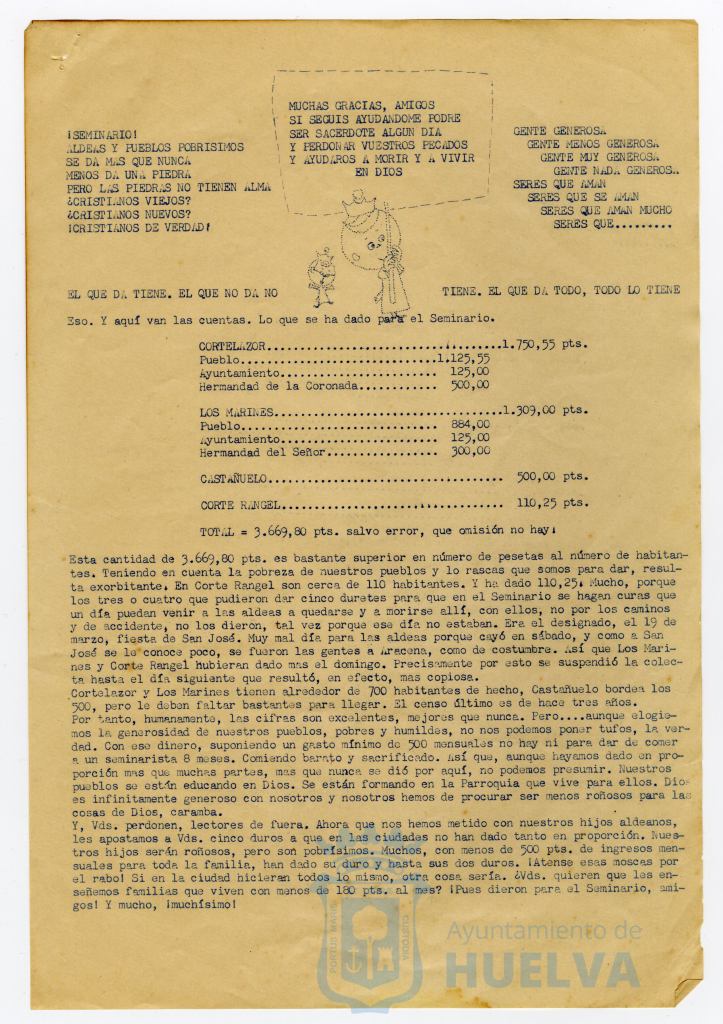 MUCHAS GRACIAS, AMIGOS
SI SEGUIS AYUDANDOME PODRE
SER SACERDOTE ALGUN DIA
Y PERDONAR VUESTROS PECADOS
Y AYUDAROS A MORIR Y A VIVIR
EN DIOS
¡SEMINARIO!
ALDEAS Y PUEBLOS POBRISIMOS
SE DA MAS QUE NUNCA
MENOS DA UNA PIEDRA
PERO LAS PIEDRAS NO TIENEN ALMA
¿CRISTIANOS VIEJOS?
¿CRISTIANOS NUEVOS?
¡CRISTIANOS DE VERDAD!
GENTE GENEROSA
GENTE MENOS GENEROSA
GENTE MUY GENEROSA
GENTE NADA GENEROSA
SERES QUE AMAN
SERES QUE SE AMAN
SERES QUE AMAN MUCHO
SERES QUE.........
EL QUE DA TIENE. EL QUE NO DA NO TIENE. EL QUE DA TODO, TODO LO TIENE
Eso. Y aquí van las cuentas. Lo que se ha dado para el Seminario.
CORTELAZOR...................................1.750,55 pts.
Pueblo.............................1.125,55
Ayuntamiento....................... 125,00
Hermandad de la Coronada........... 500,00
LOS MARINES..................................1.309,00 pts.
Pueblo............................. 884,00
Ayuntamiento....................... 125,00
Hermandad del Señor................ 300,00
CASTAÑUELO................................... 500,00 pts.
CORTE RANGEL................................. 110,25 pts.
TOTAL = 3.669,80 pts. salvo error, que omisión no hay!
Esta cantidad de 3.669,80 pts. es bastante superior en número de pesetas al número de habitan-
tes. Teniendo en cuenta la pobreza de nuestros pueblos y lo rascas que somos para dar, resul-
ta exorbitante. En Corte Rangel son cerca de 110 habitantes. Y ha dado 110,25! Mucho, porque
los tres o cuatro que pudieron dar cinco duretes para que en el Seminario se hagan curas que
un día puedan venir a las aldeas a quedarse y a morirse allí, con ellos, no por los caminos
y de accidente, no los dieron, tal vez porque ese día no estaban. Era el designado, el 19 de
marzo, fiesta de San José. Muy mal día para las aldeas porque cayó en sábado, y como a San
José se le conoce poco, se fueron las gentes a Aracena, como de costumbre. Así que Los Mari-
nes y Corte Rangel hubieran dado mas el domingo. Precisamente por esto se suspendió la colec-
ta hasta el día siguiente que resultó, en efecto, mas copiosa.
Cortelazor y Los Marines tienen alrededor de 700 habitantes de hecho, Castañuelo bordea los
500, pero le deben faltar bastantes para llegar. El censo último es de hace tres años.
Por tanto, humanamente, las cifras son excelentes, mejores que nunca. Pero....aunque elogie-
mos la generosidad de nuestros pueblos, pobres y humildes, no nos podemos poner tufos, la ver-
dad. Con ese dinero, suponiendo un gasto mínimo de 500 mensuales no hay ni para dar de comer
a un seminarista 8 meses. Comiendo barato y sacrificado. Así que, aunque hayamos dado en pro-
porción mas que muchas partes, mas que nunca se dió por aquí, no podemos presumir. Nuestros
pueblos se están educando en Dios. Se están formando en la Parroquia que vive para ellos. Dios
es infinitamente generoso con nosotros y nosotros hemos de procurar ser menos roñosos para las
cosas de Dios, caramba.
Y, Vds. perdonen, lectores de fuera. Ahora que nos hemos metido con nuestros hijos aldeanos,
les apostamos a Vds. cinco duros a que en las ciudades no han dado tanto en proporción. Nues-
tros hijos serán roñosos, pero son pobrísimos. Muchos, con menos de 500 pts. de ingresos men-
suales para toda la familia, han dado su duro y hasta sus dos duros. ¡Atense esas moscas por
el rabo! Si en la ciudad hicieran todos lo mismo, otra cosa sería. ¿Vds. quieren que les en-
señemos familias que viven con menos de 180 pts. al mes? ¡Pues dieron para el Seminario, ami-
gos! Y mucho, ¡muchísimo!
PORTUS MARIS
CUSTODIA
Ayuntamiento de
HUELVA